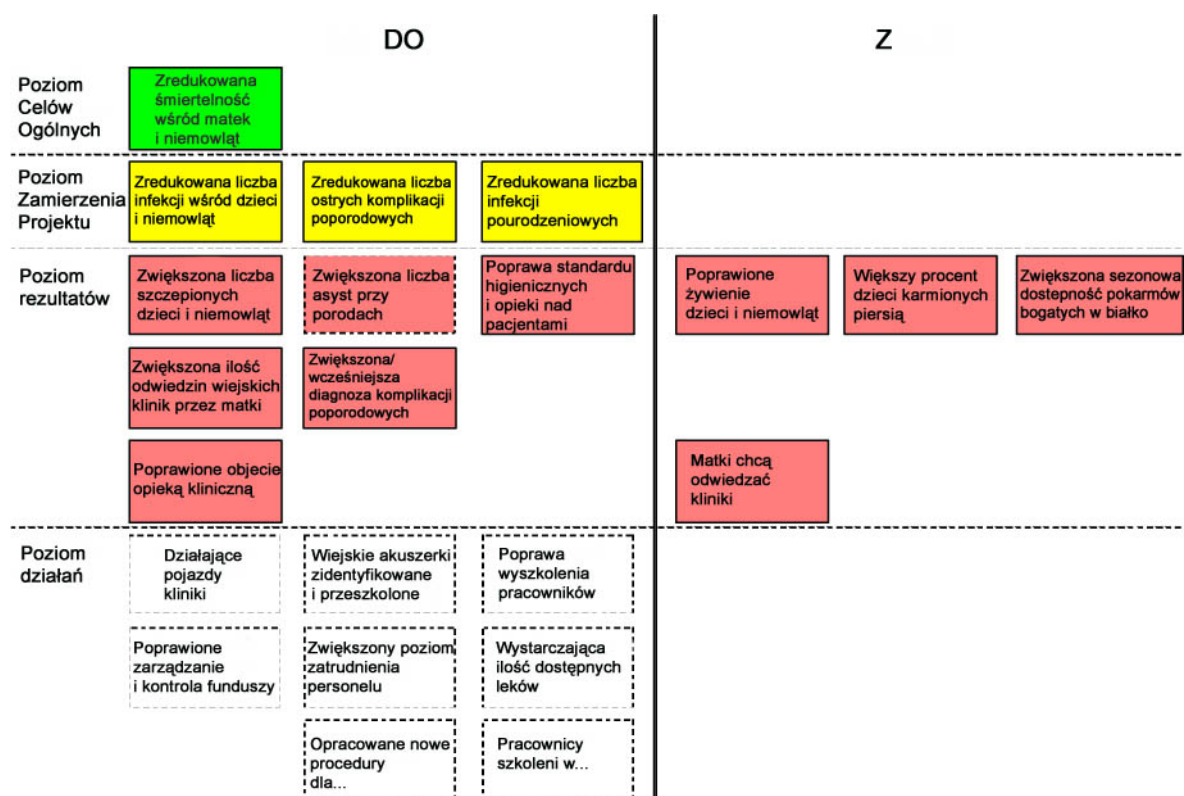 DO
Z
Poziom
Celów
Ogólnych
Zredukowana
śmiertelność
wśród matek
i niemowląt
Poziom
Zamierzenia
Projektu
Zredukowana liczba
infekcji wśród dzieci
i niemowląt
Zredukowana liczba
ostrych komplikacji
poporodowych
Zredukowana liczba
infekcji
pourodzeniowych
Poziom
rezultatów
Zwiększona liczba
szczepionych
dzieci i niemowląt
Zwiększona liczba
asyst przy
porodach
Poprawa standardu
higienicznych
i opieki nad
pacjentami
Poprawione
żywienie
dzieci i niemowląt
Większy procent
dzieci karmionych
piersią
Zwiększona sezonowa
dostepność pokarmów
bogatych w białko
Zwiększona ilość
odwiedzin wiejskich
klinik przez matki
Zwiększona/
wcześniejsza
diagnoza komplikacji
poporodowych
Poprawione objecie
opieką kliniczną
Matki chcą
odwiedzać
kliniki
Poziom
działań
Działające
pojazdy
kliniki
Wiejskie akuszerki
zidentyfikowane
i przeszkolone
Poprawa
wyszkolenia
pracowników
Poprawione
zarządzanie
i kontrola funduszy
Zwiększony poziom
zatrudnienia
personelu
Wystarczająca
ilość dostępnych
leków
Opracowane nowe
procedury
dla...
Pracownicy
szkoleni w...